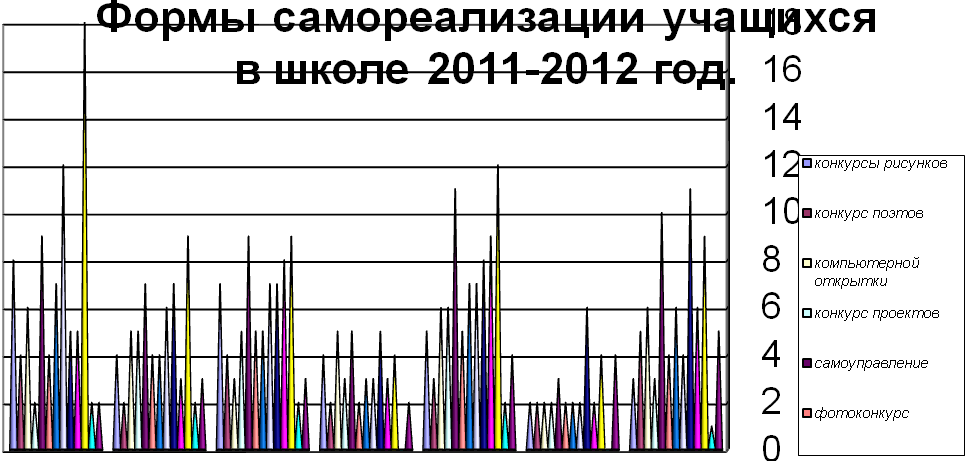 Формы самореализации учащихся
в школе 2011-2012 год.
18
16
14
12
10
8
6
4
2
0
конкурсы рисунков
конкурс поэтов
компьютерной
открытки
конкурс проектов
самоуправление
фотоконкурс